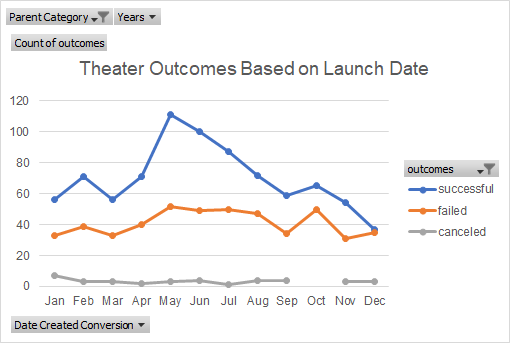 Parent Category Years
Count of outcomes
Theater Outcomes Based on Launch Date
120
100
80
60
40
20
0
Jan Feb Mar Apr May Jun Jul Aug Sep Oct Nov Dec
outcomes
successful
failed
canceled
Date Created Conversion